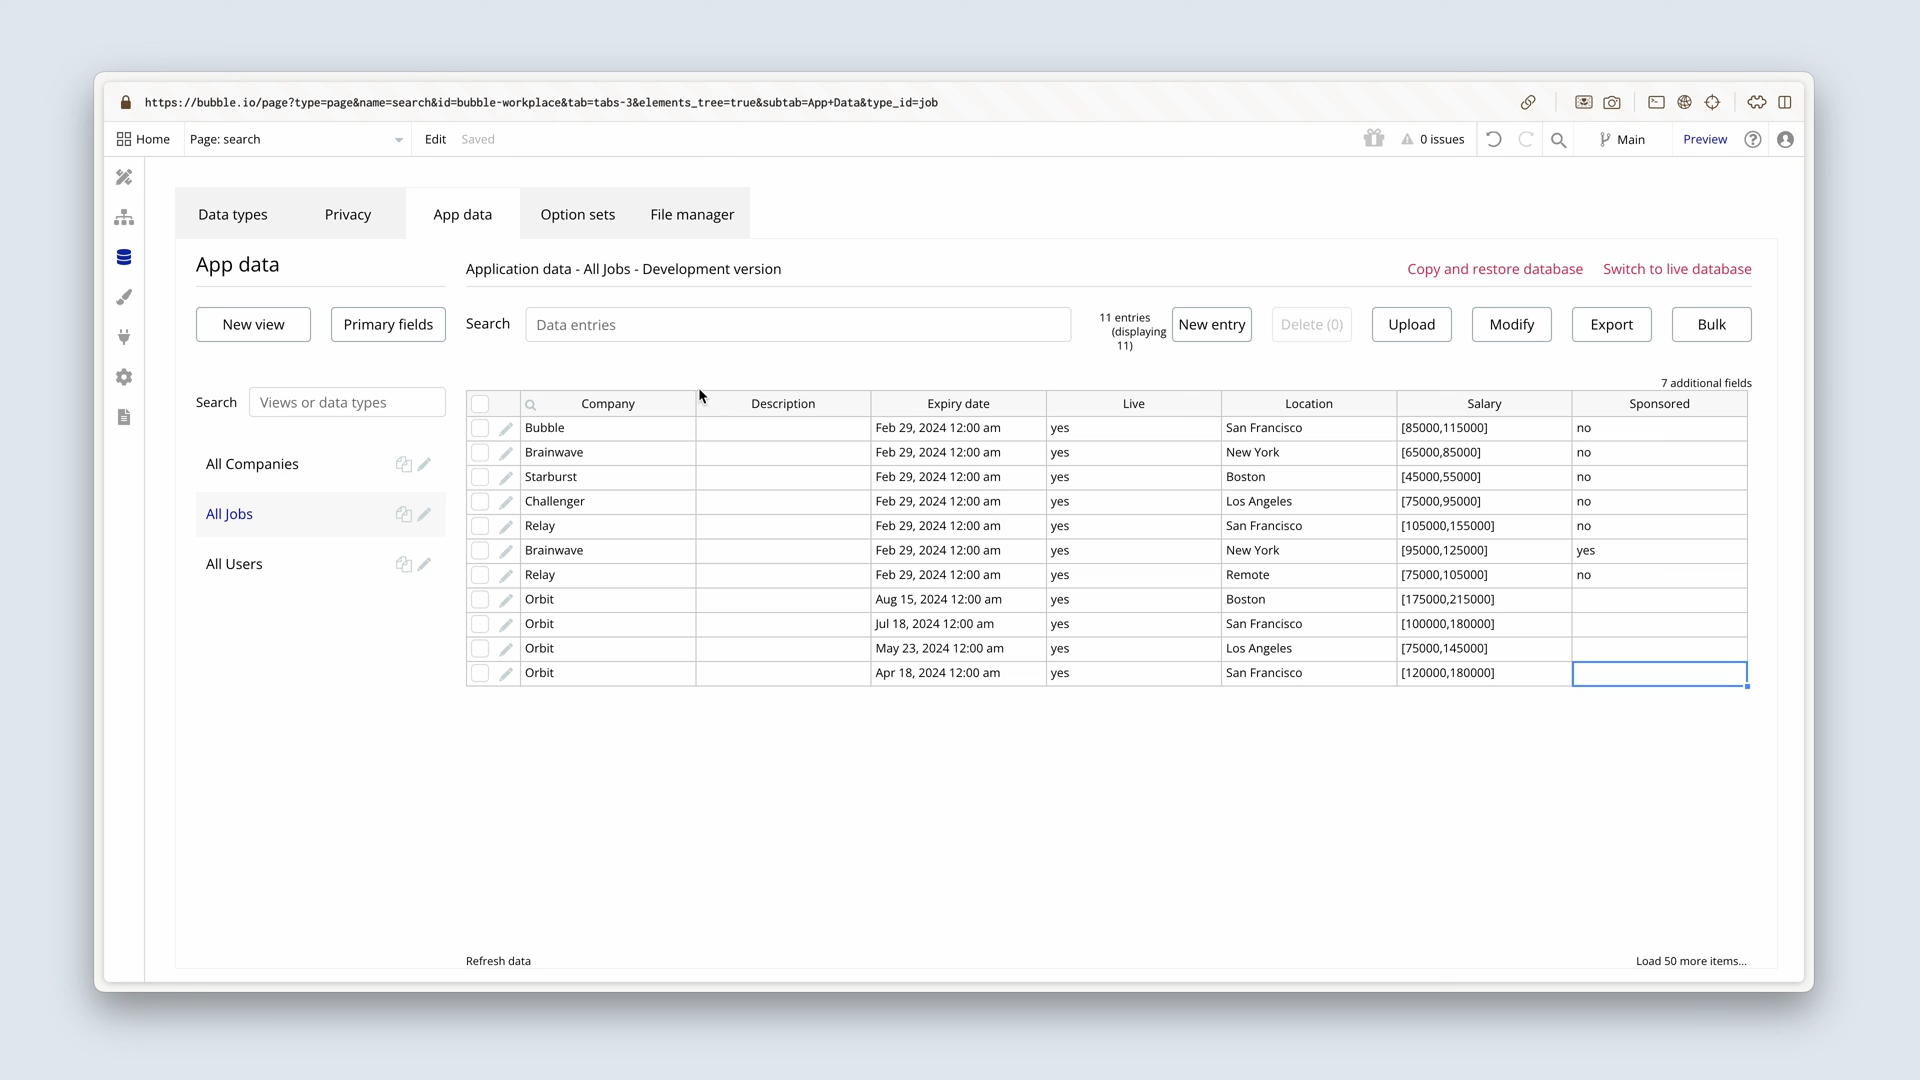 https://bubble.io/page?type=page&name=search&id=bubble-workplace&tab=tabs-3&elements_tree=true&subtab=App+Data&type_id=job
Home Page: search Edit Saved 0 issues Main Preview
Data types Privacy App data Option sets File manager
App data
Application data - All Jobs - Development version Copy and restore database Switch to live database
New view Primary fields Search Data entries 11 entries (displaying 11) New entry Delete (0) Upload Modify Export Bulk
7 additional fields
Search Views or data types
All Companies
All Jobs
All Users
Company Description Expiry date Live Location Salary Sponsored
Bubble Feb 29, 2024 12:00 am yes San Francisco [85000,115000] no
Brainwave Feb 29, 2024 12:00 am yes New York [65000,85000] no
Starburst Feb 29, 2024 12:00 am yes Boston [45000,55000] no
Challenger Feb 29, 2024 12:00 am yes Los Angeles [75000,95000] no
Relay Feb 29, 2024 12:00 am yes San Francisco [105000,155000] no
Brainwave Feb 29, 2024 12:00 am yes New York [95000,125000] yes
Relay Feb 29, 2024 12:00 am yes Remote [75000,105000] no
Orbit Aug 15, 2024 12:00 am yes Boston [175000,215000]
Orbit Jul 18, 2024 12:00 am yes San Francisco [100000,180000]
Orbit May 23, 2024 12:00 am yes Los Angeles [75000,145000]
Orbit Apr 18, 2024 12:00 am yes San Francisco [120000,180000]
Refresh data Load 50 more items...